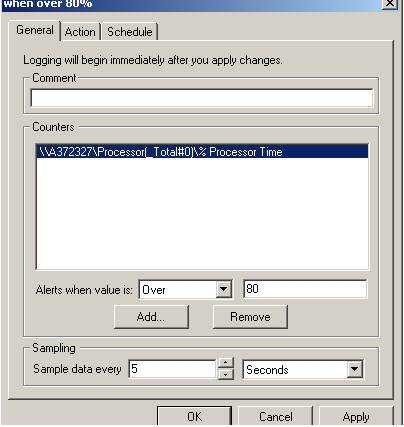 when over 80%
General Action Schedule
Logging will begin immediately after you apply changes.
Comment
Counters
\\A372327\Processor(_Total#0)\% Processor Time
Alerts when value is: Over 80
Add... Remove
Sampling
Sample data every 5 Seconds
OK Cancel Apply